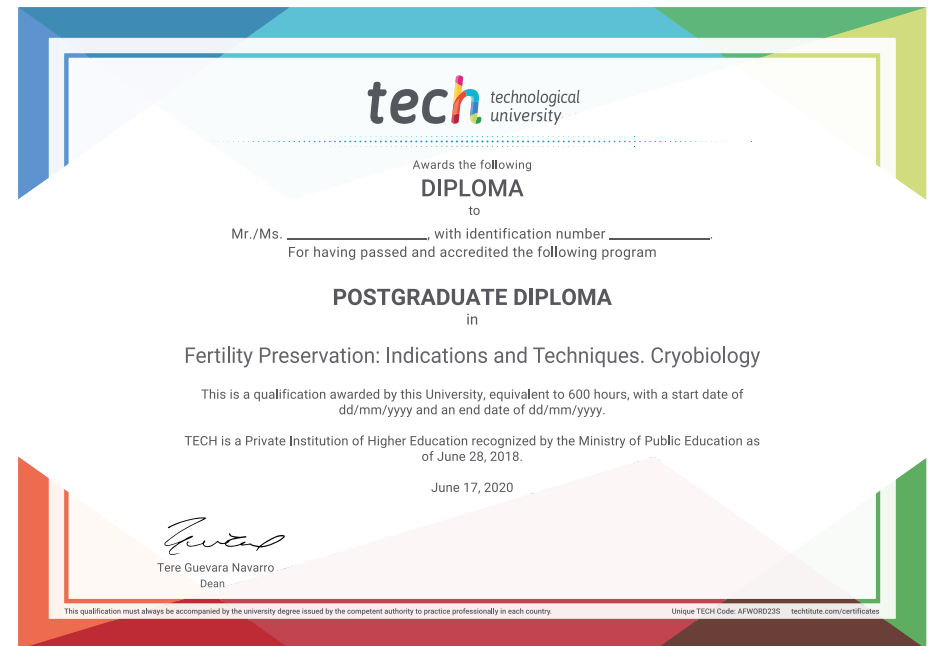 tech technological
university
Awards the following
DIPLOMA
to
Mr./Ms. ____________________, with identification number ______________.
For having passed and accredited the following program
POSTGRADUATE DIPLOMA
in
Fertility Preservation: Indications and Techniques. Cryobiology
This is a qualification awarded by this University, equivalent to 600 hours, with a start date of
dd/mm/yyyy and an end date of dd/mm/yyyy.
TECH is a Private Institution of Higher Education recognized by the Ministry of Public Education as
of June 28, 2018.
June 17, 2020
Tere Guevara Navarro
Dean
This qualification must always be accompanied by the university degree issued by the competent authority to practice professionally in each country.
Unique TECH Code: AFWORD23S techtitute.com/certificates